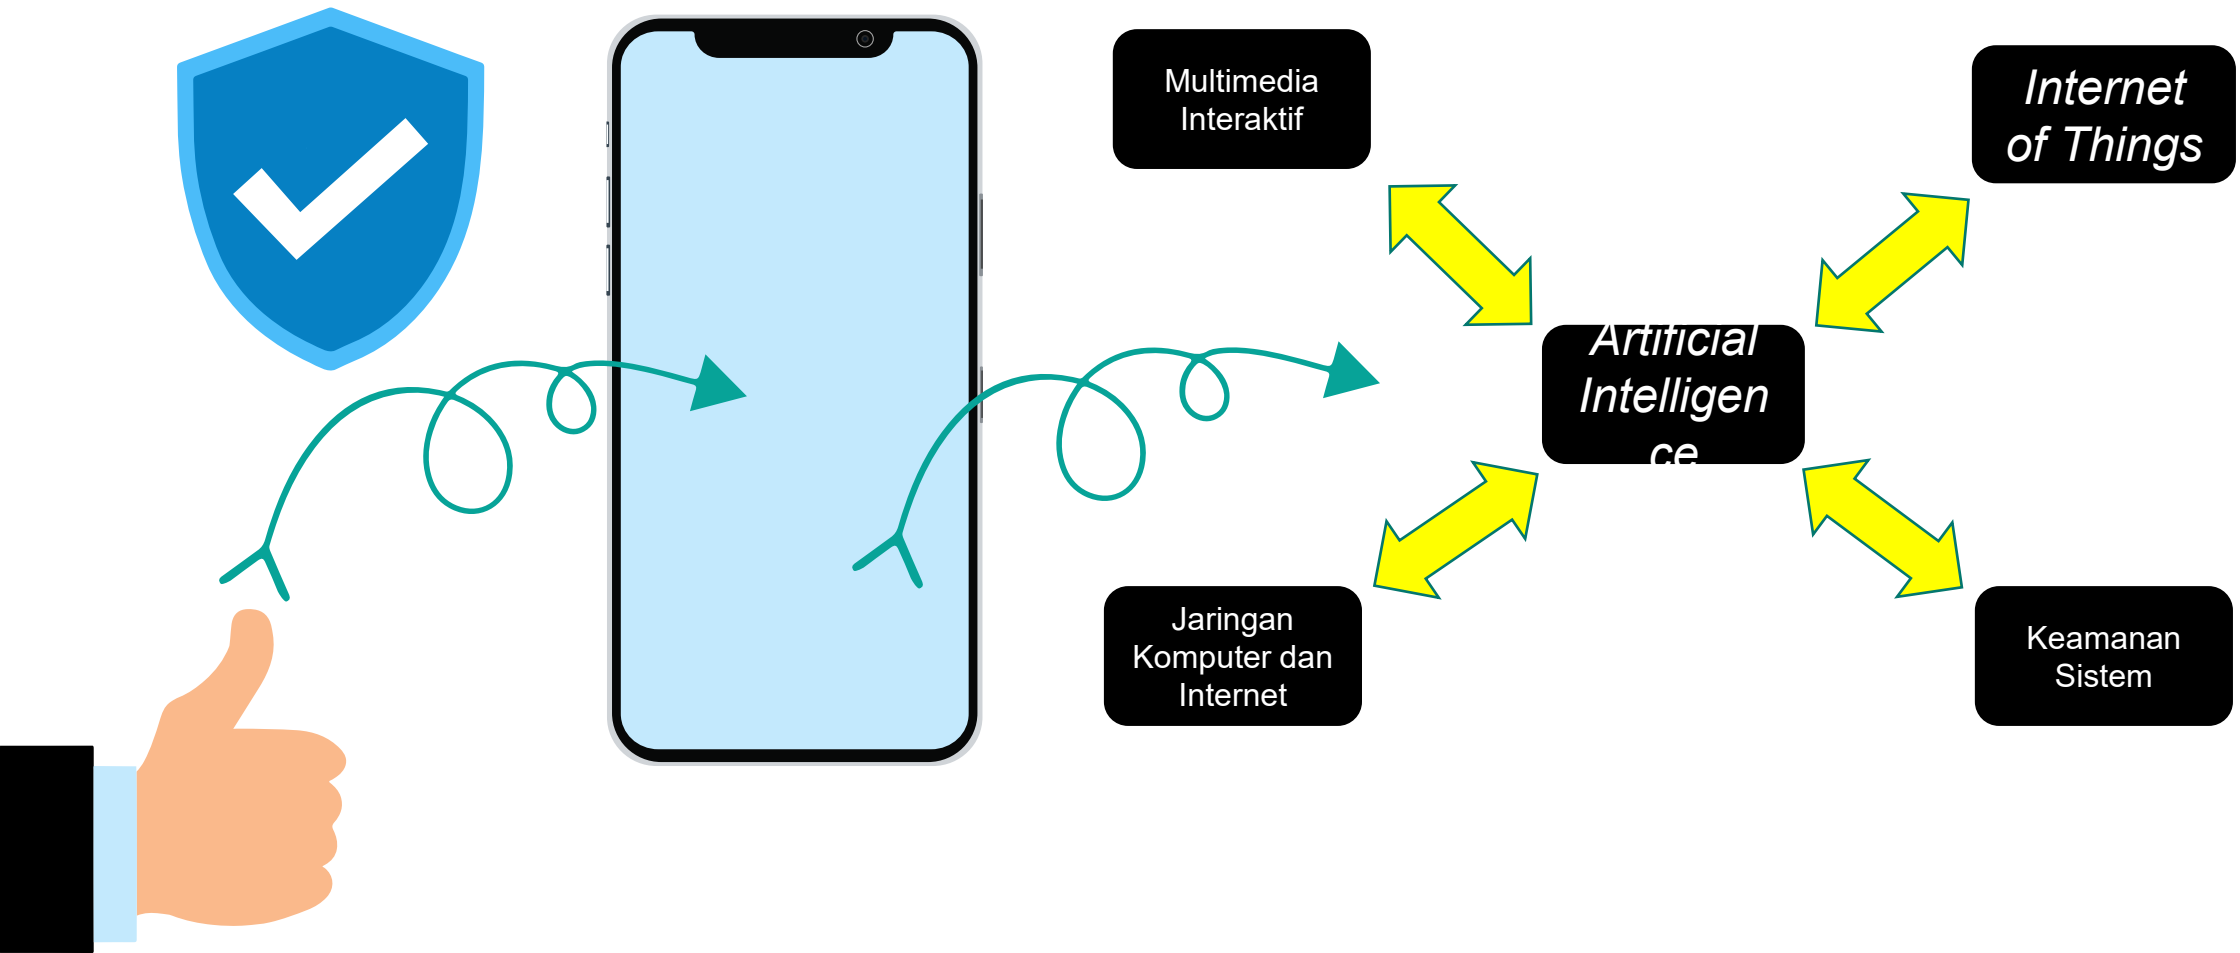 Multimedia
Interaktif
Internet
of Things
Artificial
Intelligen
ce
Jaringan
Komputer dan
Internet
Keamanan
Sistem